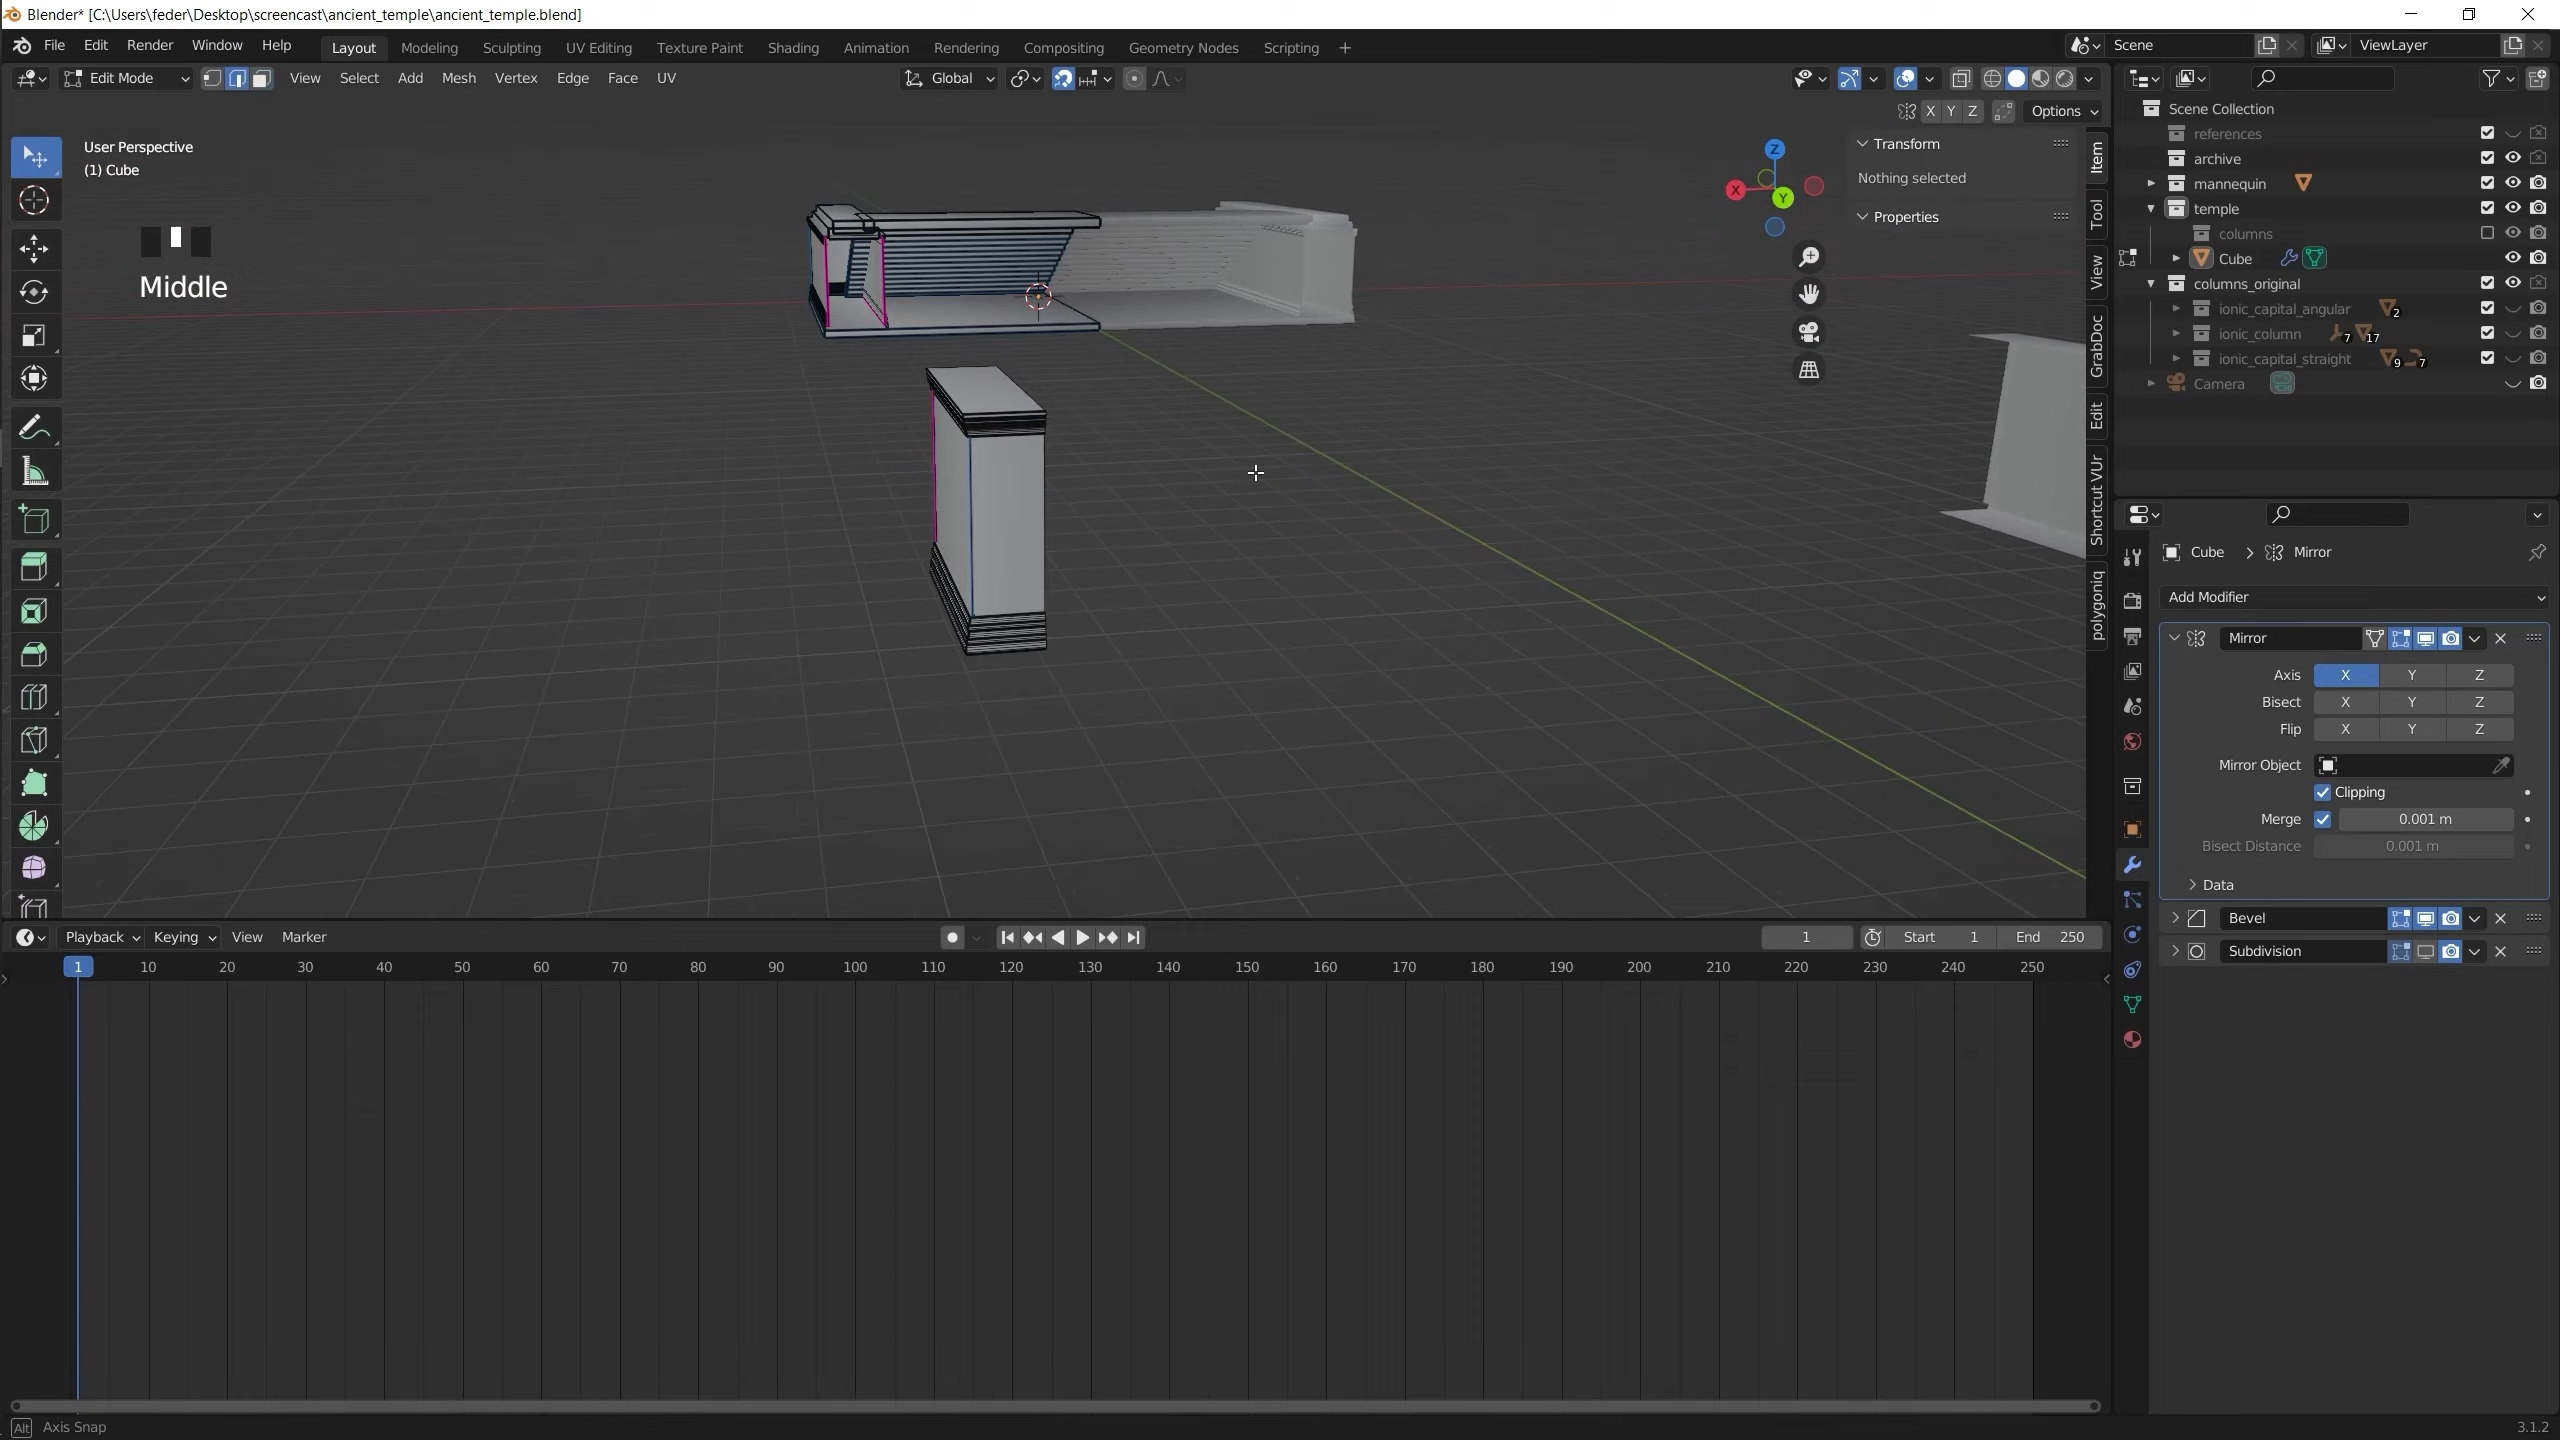 Blender* [C:\Users\feder\Desktop\screencast\ancient_temple\ancient_temple.blend]
File Edit Render Window Help Layout Modeling Sculpting UV Editing Texture Paint Shading Animation Rendering Compositing Geometry Nodes Scripting + Scene ViewLayer
Edit Mode View Select Add Mesh Vertex Edge Face UV Global
X Y Z Options
User Perspective
(1) Cube
Middle
Z
X
Y
Transform
Nothing selected
Properties
Item
Tool
View
GrabDoc
Edit
Shortcut VUr
polygoniq
Scene Collection
references
archive
mannequin
temple
columns
Cube
columns_original
ionic_capital_angular 2
ionic_column 7 17
ionic_capital_straight 9 7
Camera
Cube > Mirror
Add Modifier
Mirror
Axis X Y Z
Bisect X Y Z
Flip X Y Z
Mirror Object
Clipping
Merge 0.001 m
Bisect Distance 0.001 m
Data
Bevel
Subdivision
Playback Keying View Marker 1 Start 1 End 250
1 10 20 30 40 50 60 70 80 90 100 110 120 130 140 150 160 170 180 190 200 210 220 230 240 250
Alt Axis Snap
3.1.2